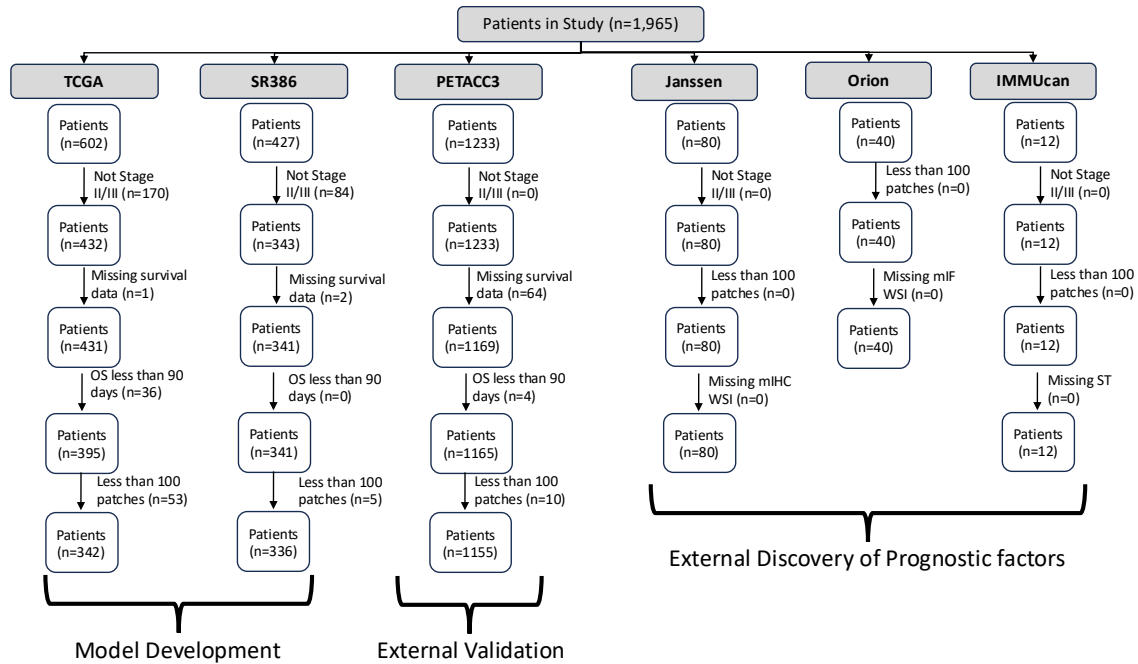 Patients in Study (n=1,965)
TCGA
SR386
PETACC3
Janssen
Orion
IMMUcan
Patients
(n=602)
Not Stage
II/III (n=170)
Patients
(n=432)
Missing survival
data (n=1)
Patients
(n=431)
OS less than 90
days (n=36)
Patients
(n=395)
Less than 100
patches (n=53)
Patients
(n=342)
Patients
(n=427)
Not Stage
II/III (n=84)
Patients
(n=343)
Missing survival
data (n=2)
Patients
(n=341)
OS less than 90
days (n=0)
Patients
(n=341)
Less than 100
patches (n=5)
Patients
(n=336)
Patients
(n=1233)
Not Stage
II/III (n=0)
Patients
(n=1233)
Missing survival
data (n=64)
Patients
(n=1169)
OS less than 90
days (n=4)
Patients
(n=1165)
Less than 100
patches (n=10)
Patients
(n=1155)
Patients
(n=80)
Not Stage
II/III (n=0)
Patients
(n=80)
Less than 100
patches (n=0)
Patients
(n=80)
Missing mIHC
WSI (n=0)
Patients
(n=80)
Patients
(n=40)
Less than 100
patches (n=0)
Patients
(n=40)
Missing mIF
WSI (n=0)
Patients
(n=40)
Patients
(n=12)
Not Stage
II/III (n=0)
Patients
(n=12)
Less than 100
patches (n=0)
Patients
(n=12)
Missing ST
(n=0)
Patients
(n=12)
Model Development
External Validation
External Discovery of Prognostic factors